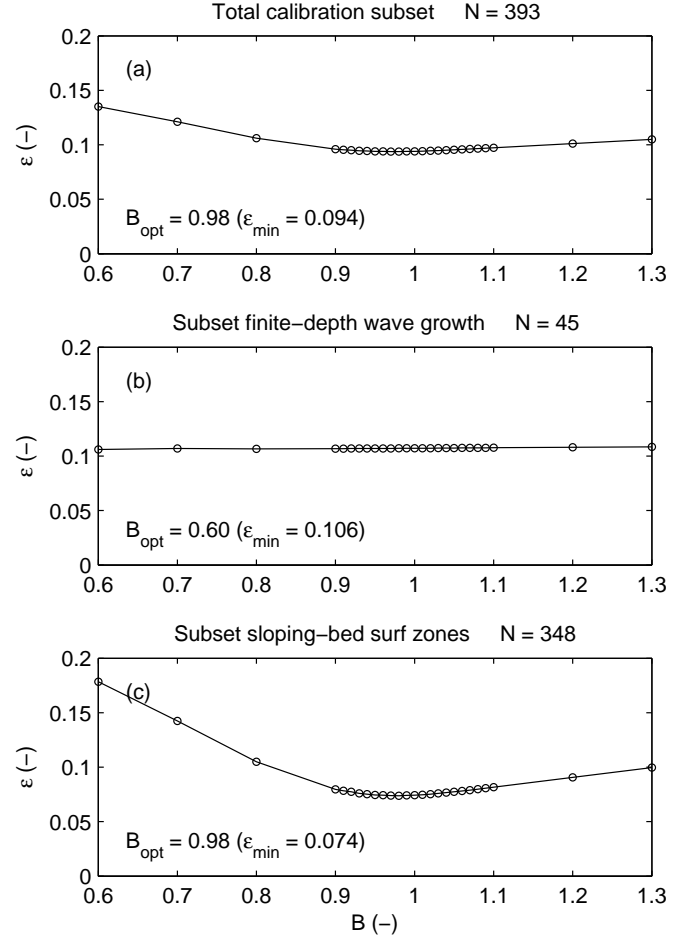 Total calibration subset N = 393
0.2
(a)
0.15
0.1
ε (−)
0.05
B_opt = 0.98 (ε_min = 0.094)
0
0.6 0.7 0.8 0.9 1 1.1 1.2 1.3
Subset finite−depth wave growth N = 45
0.2
(b)
0.15
0.1
ε (−)
0.05
B_opt = 0.60 (ε_min = 0.106)
0
0.6 0.7 0.8 0.9 1 1.1 1.2 1.3
Subset sloping−bed surf zones N = 348
0.2
(c)
0.15
0.1
ε (−)
0.05
B_opt = 0.98 (ε_min = 0.074)
0
0.6 0.7 0.8 0.9 1 1.1 1.2 1.3
B (−)